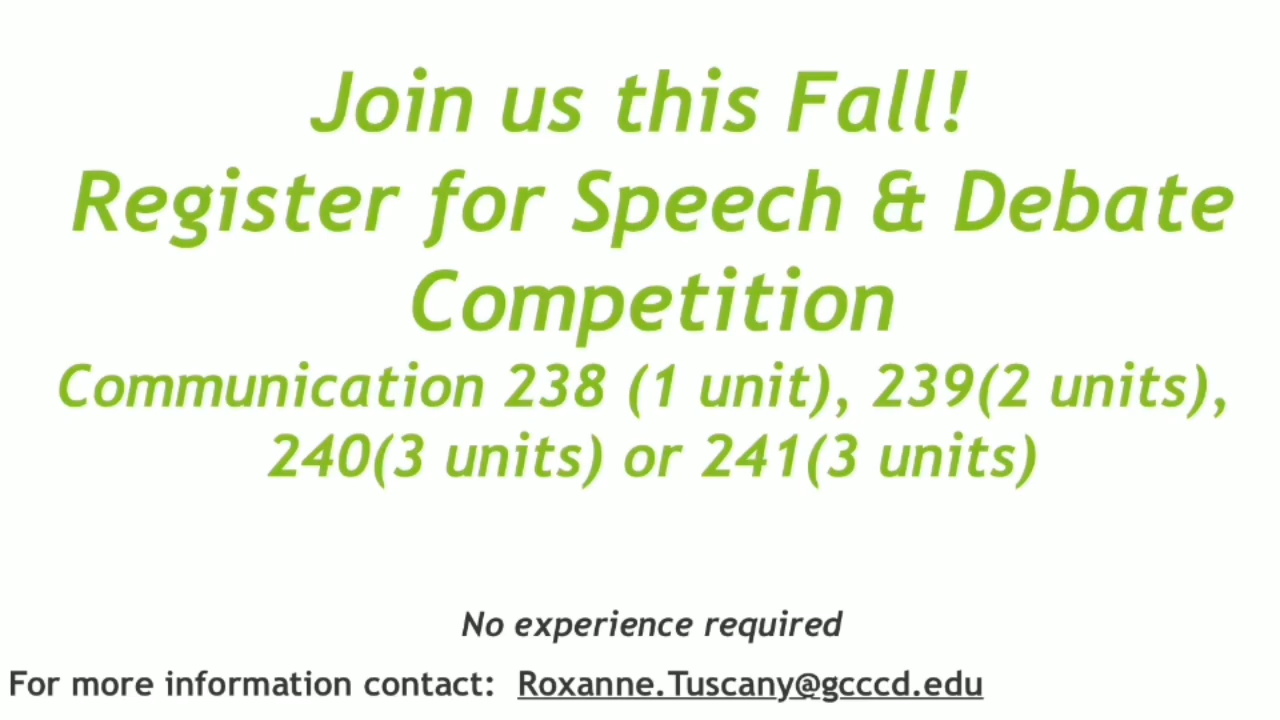 Join us this Fall!
Register for Speech & Debate
Competition
Communication 238 (1 unit), 239(2 units),
240(3 units) or 241(3 units)
No experience required
For more information contact: Roxanne.Tuscany@gcccd.edu